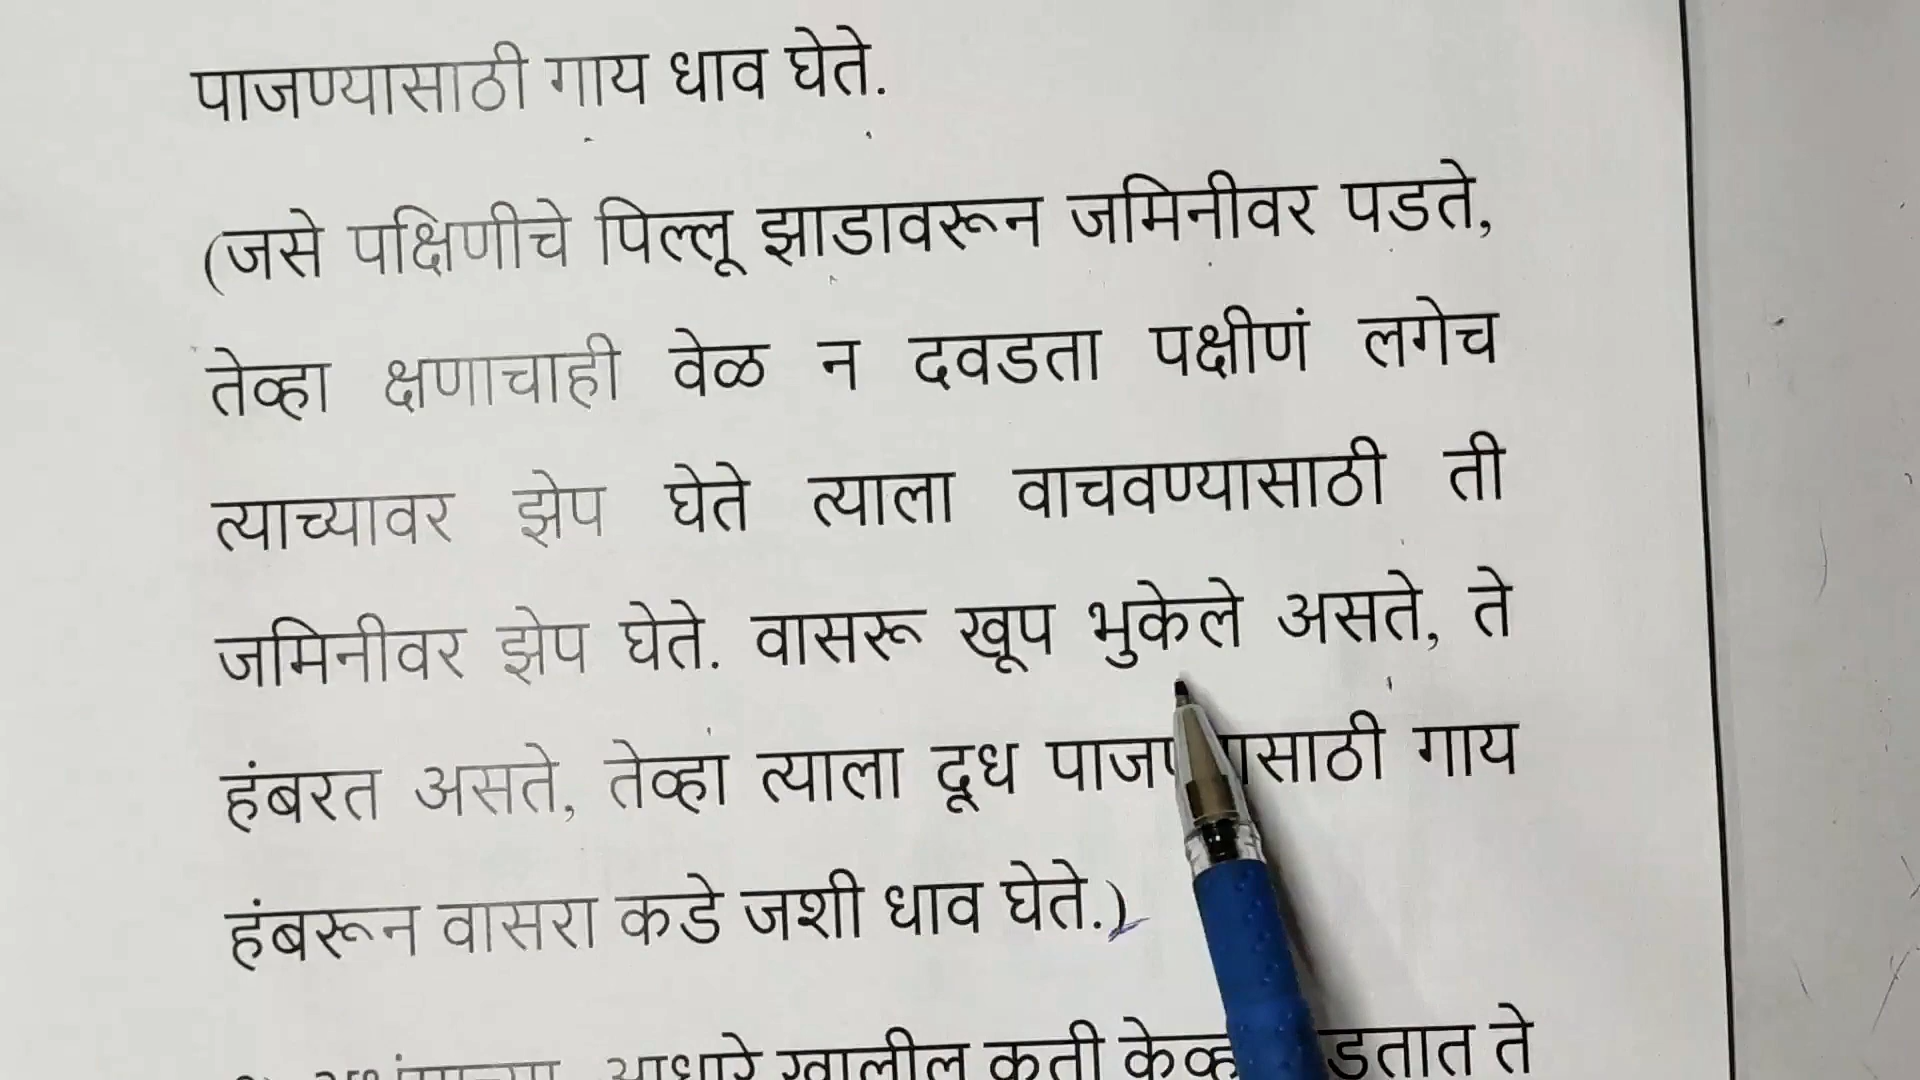 पाजण्यासाठी गाय धाव घेते.
(जसे पक्षिणीचे पिल्लू झाडावरून जमिनीवर पडते,
तेव्हा क्षणाचाही वेळ न दवडता पक्षीणं लगेच
त्याच्यावर झेप घेते त्याला वाचवण्यासाठी ती
जमिनीवर झेप घेते. वासरू खूप भुकेले असते, ते
हंबरत असते, तेव्हा त्याला दूध गाय
हंबरून वासरा कडे जशी धाव घेते.)
आधारे खालील कृती ते